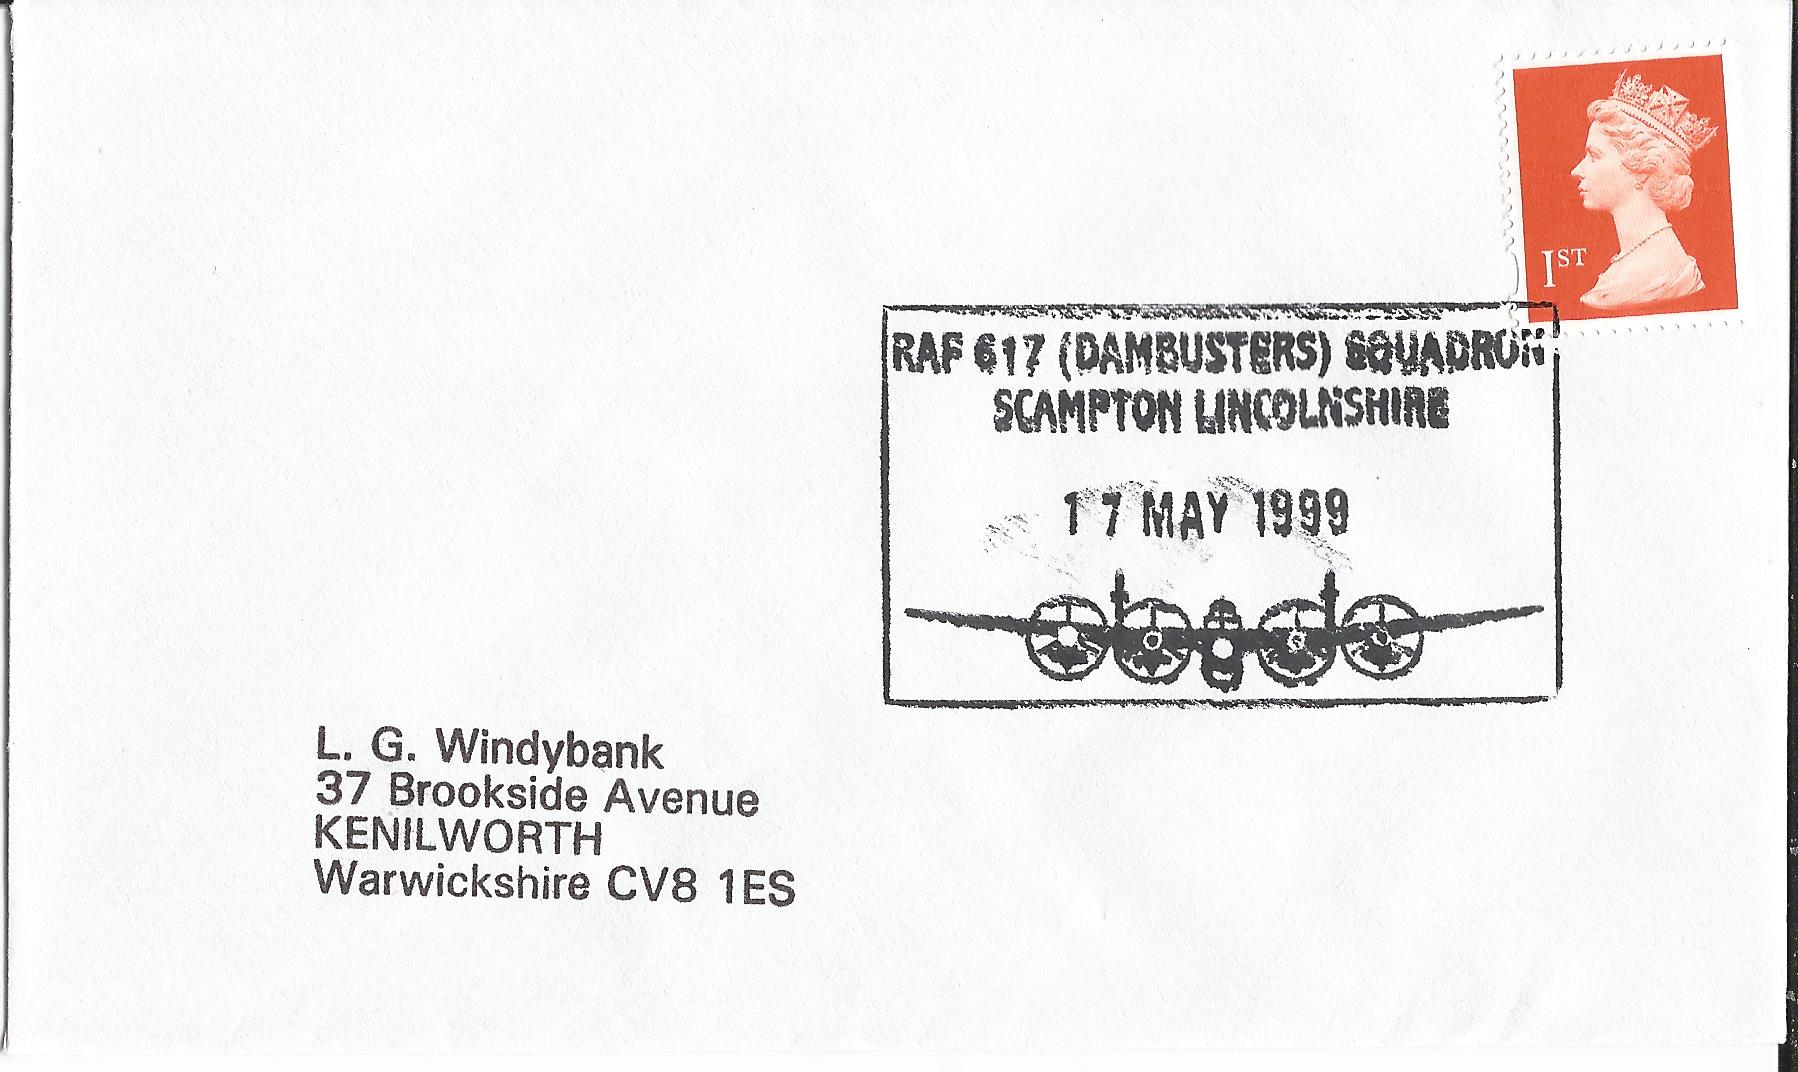 1ST
RAF 617 (DAMBUSTERS) SQUADRON
SCAMPTON LINCOLNSHIRE
17 MAY 1999
L. G. Windybank
37 Brookside Avenue
KENILWORTH
Warwickshire CV8 1ES